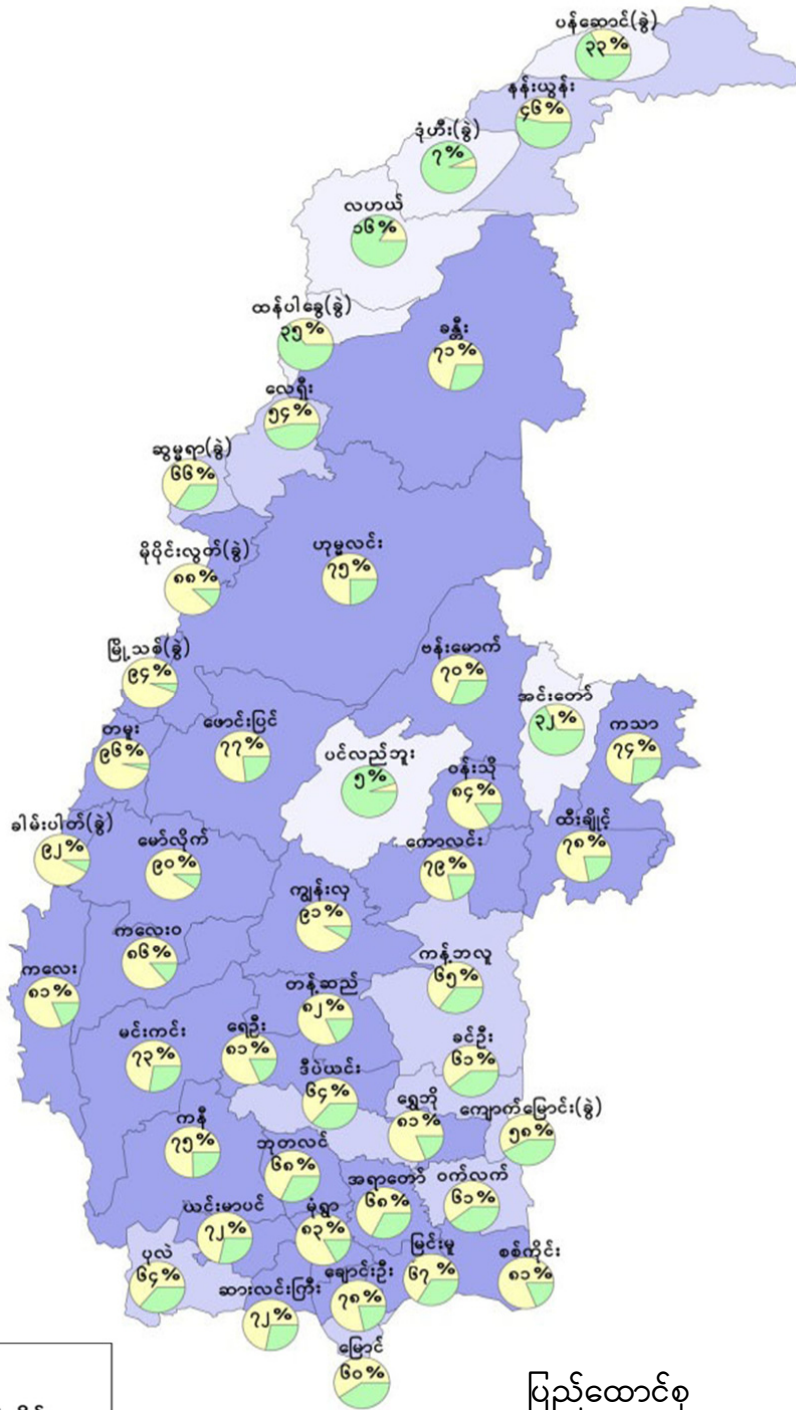 ပန်ဆောင်(ခွဲ)
၃၃%
နန်းယွန်း
၄၆%
ဒုံဟီး(ခွဲ)
၇%
လဟယ်
၁၆%
ထန်ပါခွေ(ခွဲ)
၃၅%
ခန္တီး
၇၁%
လေရှီး
၅၄%
ဆွမ္မရာ(ခွဲ)
၆၆%
မိုပိုင်းလွတ်(ခွဲ)
၈၈%
ဟုမ္မလင်း
၇၅%
မြို့သစ်(ခွဲ)
၉၄%
ဗန်းမောက်
၇၀%
အင်းတော်
၃၂%
တမူး
၉၆%
ဖောင်းပြင်
၇၇%
ပင်လည်ဘူး
၅%
ဝန်းသို
၈၄%
ကသာ
၇၄%
ခါမ်းပါတ်(ခွဲ)
၉၂%
မော်လိုက်
၉၀%
ကျွန်းလှ
၉၁%
ကောလင်း
၇၉%
ထီးချိုင့်
၇၈%
ကလေး
၈၁%
ကလေးဝ
၈၆%
တန့်ဆည်
၈၂%
ကန့်ဘလူ
၆၅%
မင်းကင်း
၇၃%
ရေဦး
၈၁%
ဒီပဲယင်း
၆၄%
ခင်ဦး
၆၁%
ရွှေဘို
၈၁%
ကျောက်မြောင်း(ခွဲ)
၅၈%
ကနီ
၇၅%
ဘုတလင်
၆၈%
အရာတော်
၆၈%
ဝက်လက်
၆၁%
ယင်းမာပင်
၇၂%
မုံရွာ
၈၃%
မြင်းမူ
၆၇%
စစ်ကိုင်း
၈၁%
ပုလဲ
၆၄%
ဆားလင်းကြီး
၇၂%
ချောင်းဦး
၇၈%
မြောင်
၆၀%
ပြည်ထောင်စု